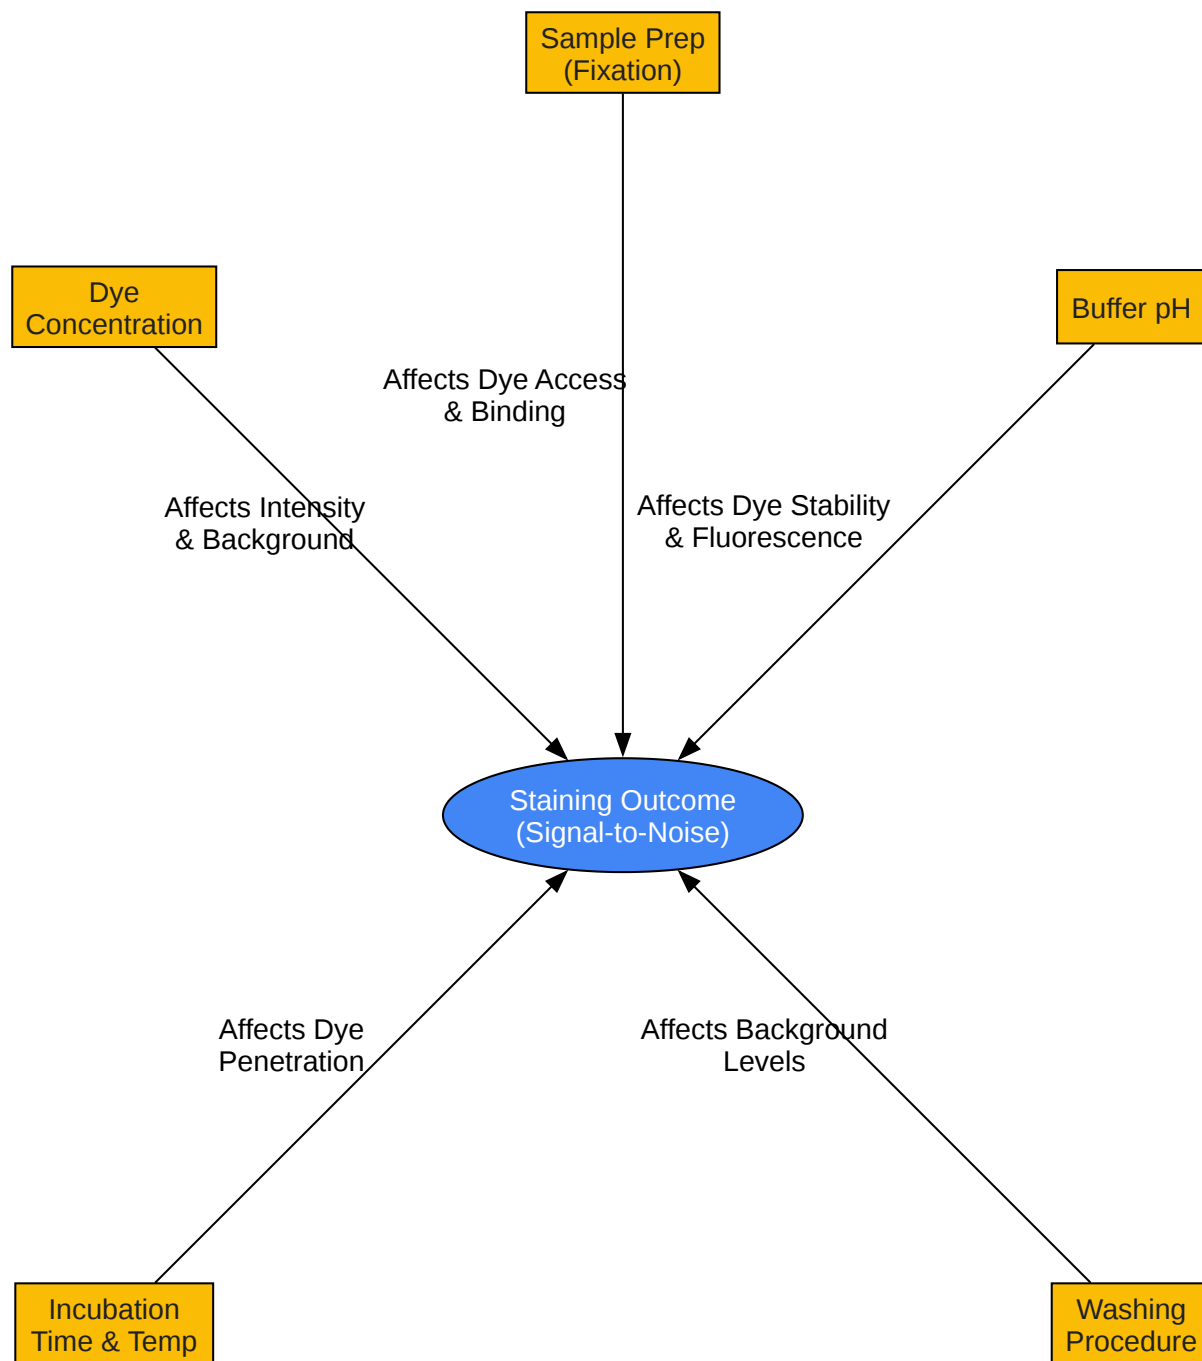 Sample Prep
(Fixation)
Dye
Concentration
Buffer pH
Affects Dye Access
& Binding
Affects Intensity
& Background
Affects Dye Stability
& Fluorescence
Staining Outcome
(Signal-to-Noise)
Affects Dye
Penetration
Affects Background
Levels
Incubation
Time & Temp
Washing
Procedure